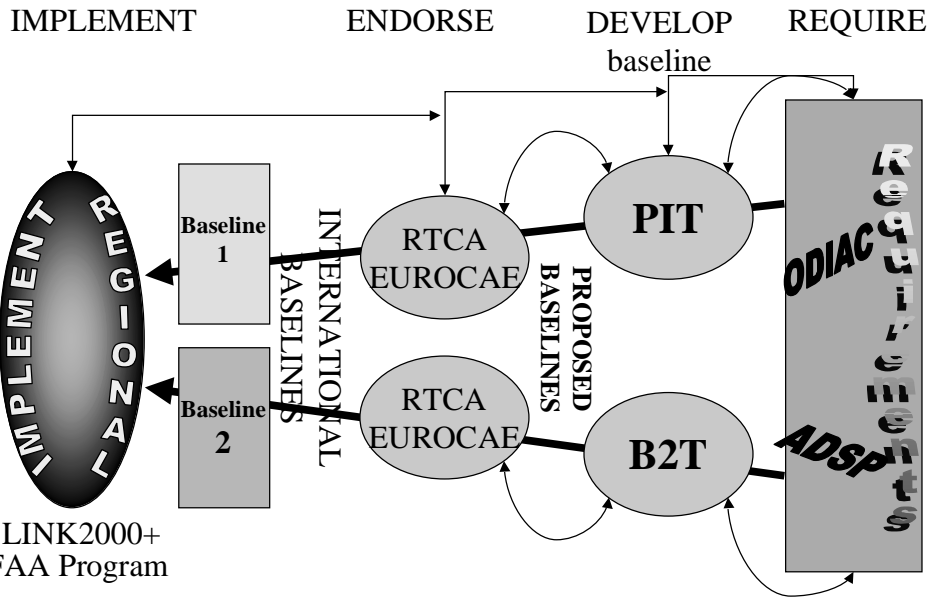 IMPLEMENT
ENDORSE
DEVELOP
baseline
REQUIRE
IMPLEMENT
REGIONAL
Baseline
1
INTERNATIONAL
BASELINES
RTCA
EUROCAE
PROPOSED
BASELINES
PIT
ODIAC
Requirements
Baseline
2
RTCA
EUROCAE
B2T
ADSP
LINK2000+
FAA Program